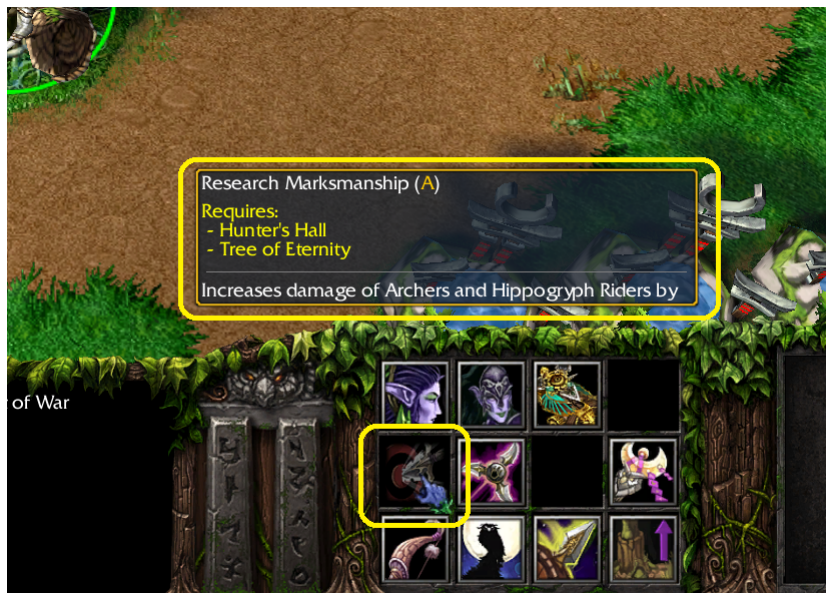 Research Marksmanship (A)
Requires:
- Hunter's Hall
- Tree of Eternity
Increases damage of Archers and Hippogryph Riders by
of War